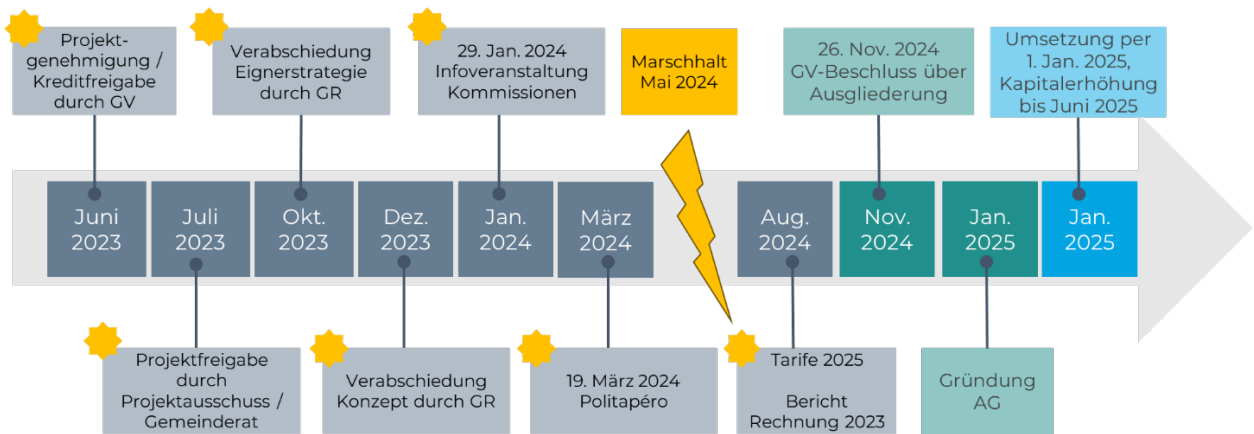 Projekt-
genehmigung /
Kreditfreigabe
durch GV
Verabschiedung
Eignerstrategie
durch GR
29. Jan. 2024
Infoveranstaltung
Kommissionen
Marschhalt
Mai 2024
26. Nov. 2024
GV-Beschluss über
Ausgliederung
Umsetzung per
1. Jan. 2025,
Kapitalerhöhung
bis Juni 2025
Juni
2023
Juli
2023
Okt.
2023
Dez.
2023
Jan.
2024
März
2024
Aug.
2024
Nov.
2024
Jan.
2025
Jan.
2025
Projektfreigabe
durch
Projektausschuss /
Gemeinderat
Verabschiedung
Konzept durch GR
19. März 2024
Politapéro
Tarife 2025
Bericht
Rechnung 2023
Gründung
AG